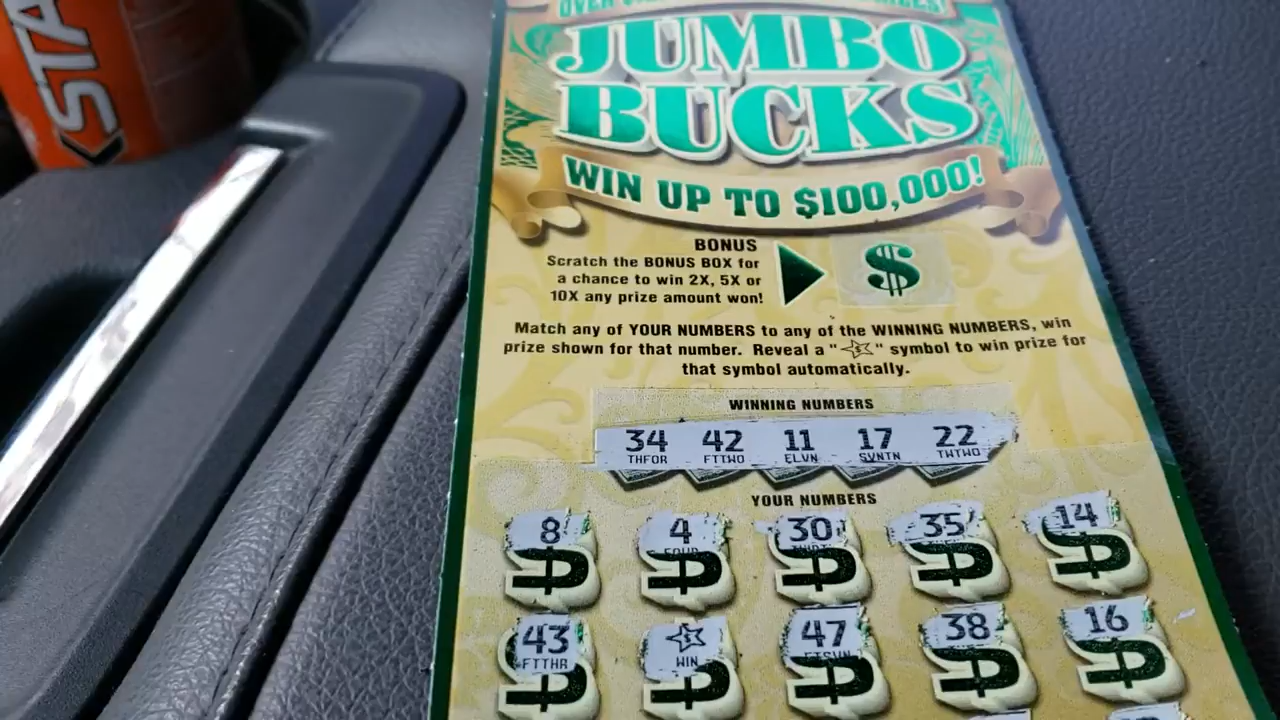 JUMBO
BUCKS
WIN UP TO $100,000!
BONUS
Scratch the BONUS BOX for
a chance to win 2X, 5X or
10X any prize amount won!
$
Match any of YOUR NUMBERS to any of the WINNING NUMBERS, win
prize shown for that number. Reveal a " " symbol to win prize for
that symbol automatically.
WINNING NUMBERS
34 42 11 17 22
THFOR FTTWO ELVN SVNTN TWTWO
YOUR NUMBERS
8 4 30 35 14
43 47 38 16
FTTHR WIN FTSVN